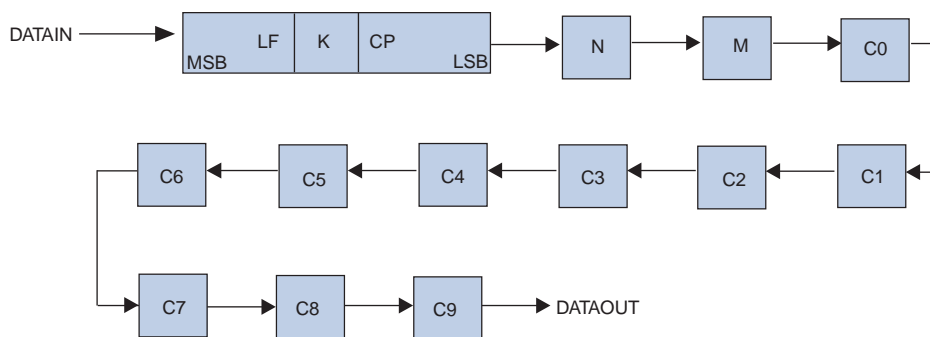 DATAIN
LF K CP
MSB LSB
N
M
C0
C6 C5 C4 C3 C2 C1
C7 C8 C9 DATAOUT